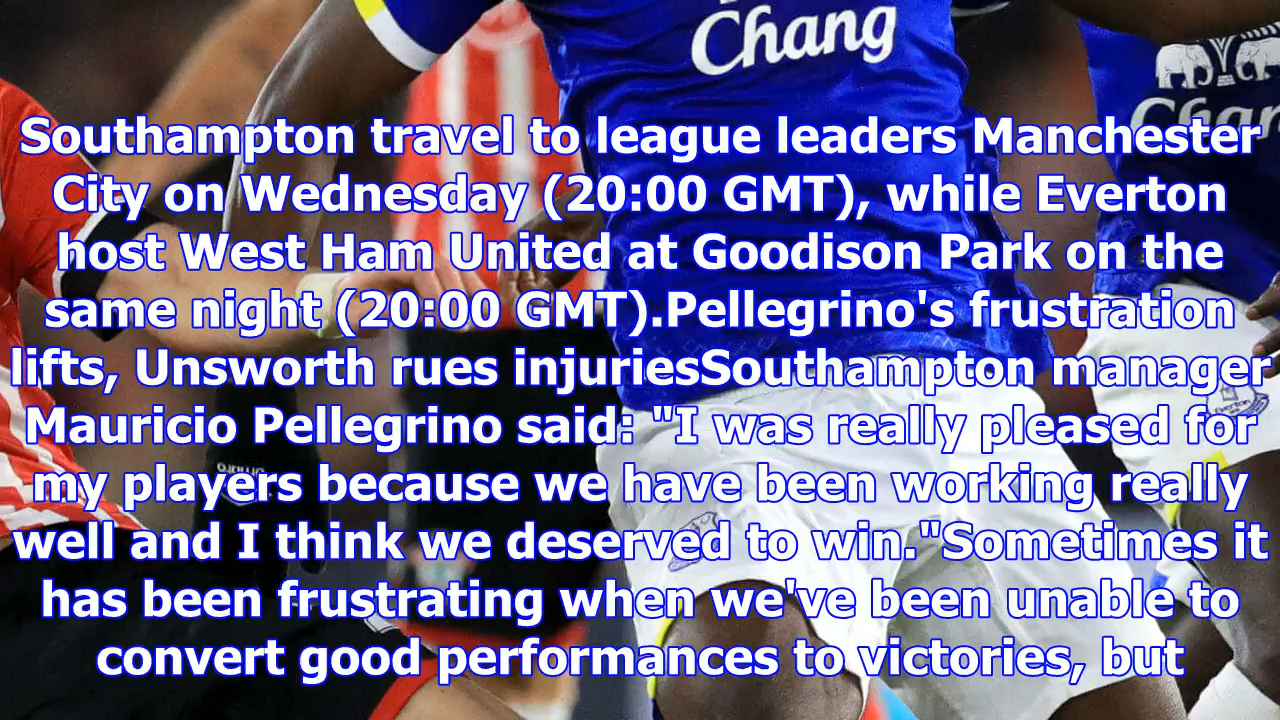 Chang
Chang
Southampton travel to league leaders Manchester
City on Wednesday (20:00 GMT), while Everton
host West Ham United at Goodison Park on the
same night (20:00 GMT).Pellegrino's frustration
lifts, Unsworth rues injuriesSouthampton manager
Mauricio Pellegrino said: "I was really pleased for
my players because we have been working really
well and I think we deserved to win."Sometimes it
has been frustrating when we've been unable to
convert good performances to victories, but
Everton